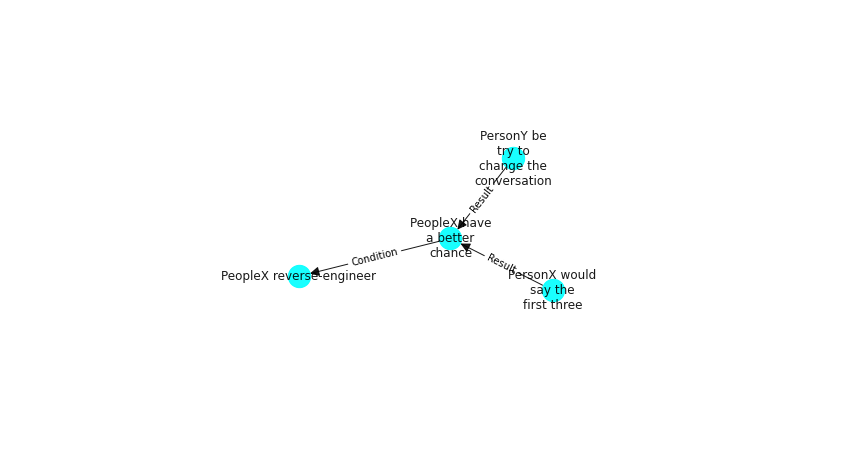 PersonY be
try to
change the
conversation
Result
PeopleX have
a better
chance
Condition
Result
PeopleX reverse-engineer
PersonX would
say the
first three